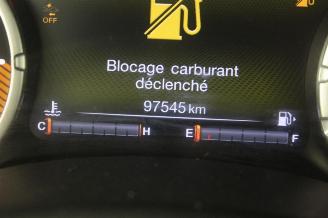 OFF
Blocage carburant
déclenché
97545 km
C H E F